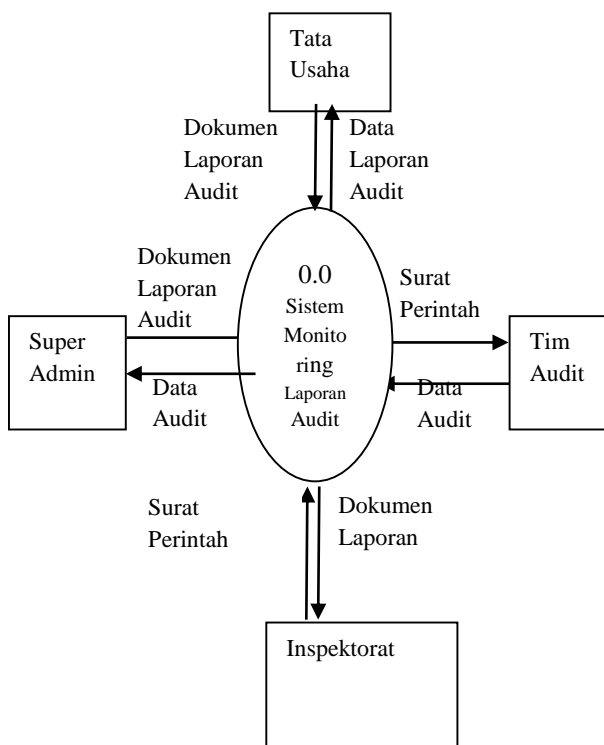 Tata
Usaha
Dokumen
Laporan
Audit
Data
Laporan
Audit
Dokumen
Laporan
Audit
0.0
Sistem
Monito
ring
Laporan
Audit
Surat
Perintah
Super
Admin
Tim
Audit
Data
Audit
Data
Audit
Surat
Perintah
Dokumen
Laporan
Inspektorat